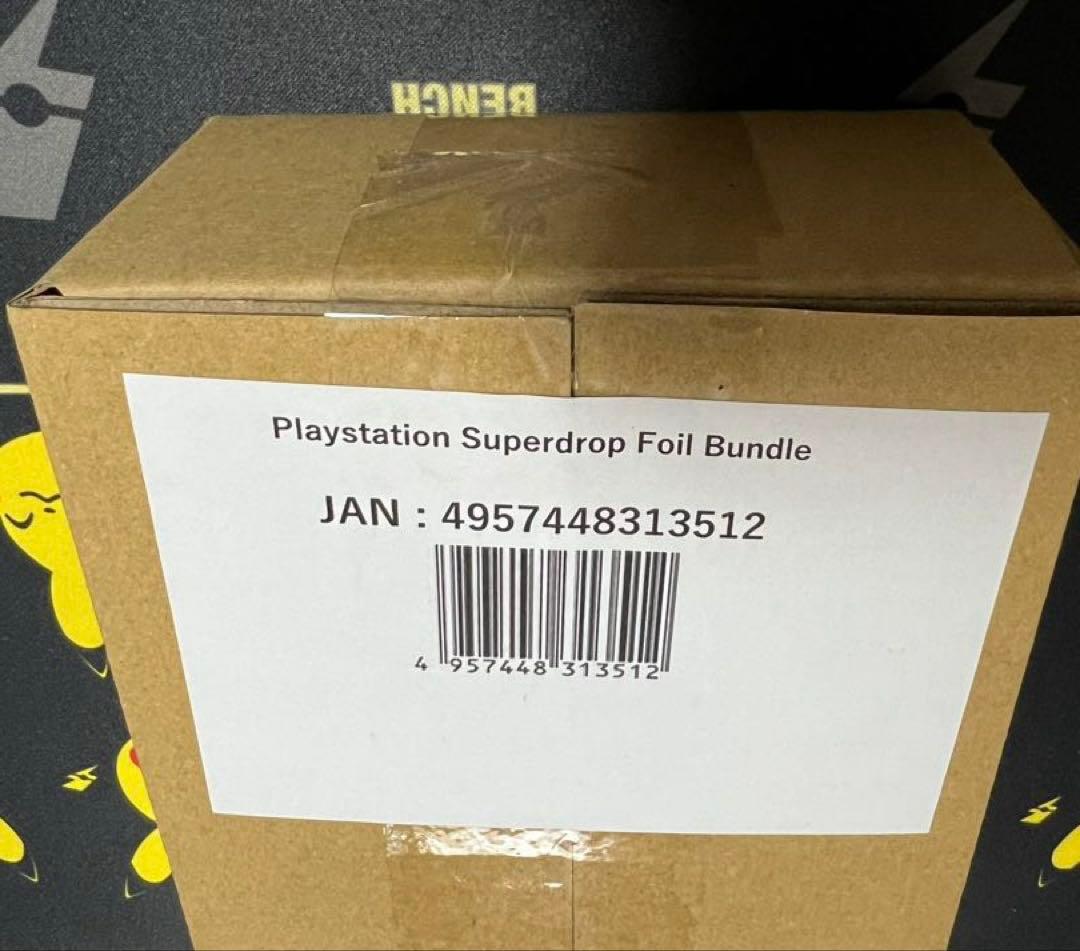 BENCH
Playstation Superdrop Foil Bundle
JAN : 4957448313512
4 957448 313512